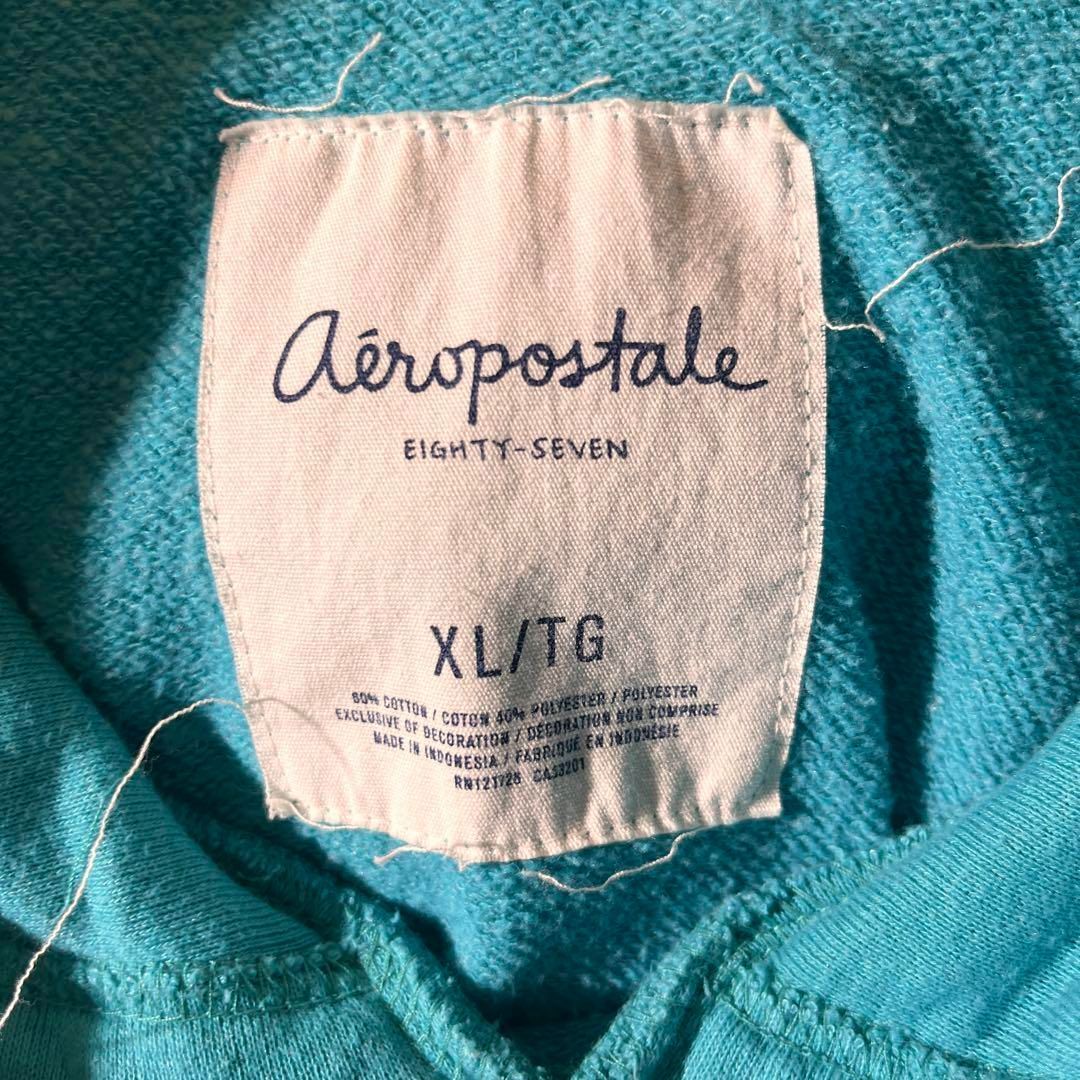 aéropostale
EIGHTY-SEVEN
XL/TG
60% COTTON / COTON 40% POLYESTER / POLYESTER
EXCLUSIVE OF DECORATION / DECORATION NON COMPRISE
MADE IN INDONESIA / FABRIQUÉ EN INDONÉSIE
RN121728 CA33201